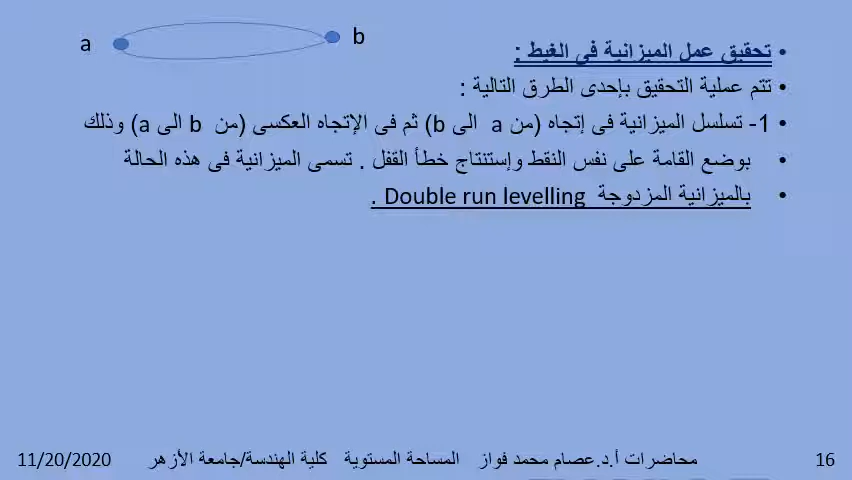 a
b
• تحقيق عمل الميزانية فى الغيط :
• تتم عملية التحقيق بإحدى الطرق التالية :
• 1- تسلسل الميزانية فى إتجاه (من a الى b) ثم فى الإتجاه العكسى (من b الى a) وذلك
• بوضع القامة على نفس النقط وإستنتاج خطأ القفل . تسمى الميزانية فى هذه الحالة
• بالميزانية المزدوجة Double run levelling .
11/20/2020 محاضرات أ.د.عصام محمد فواز المساحة المستوية كلية الهندسة/جامعة الأزهر 16